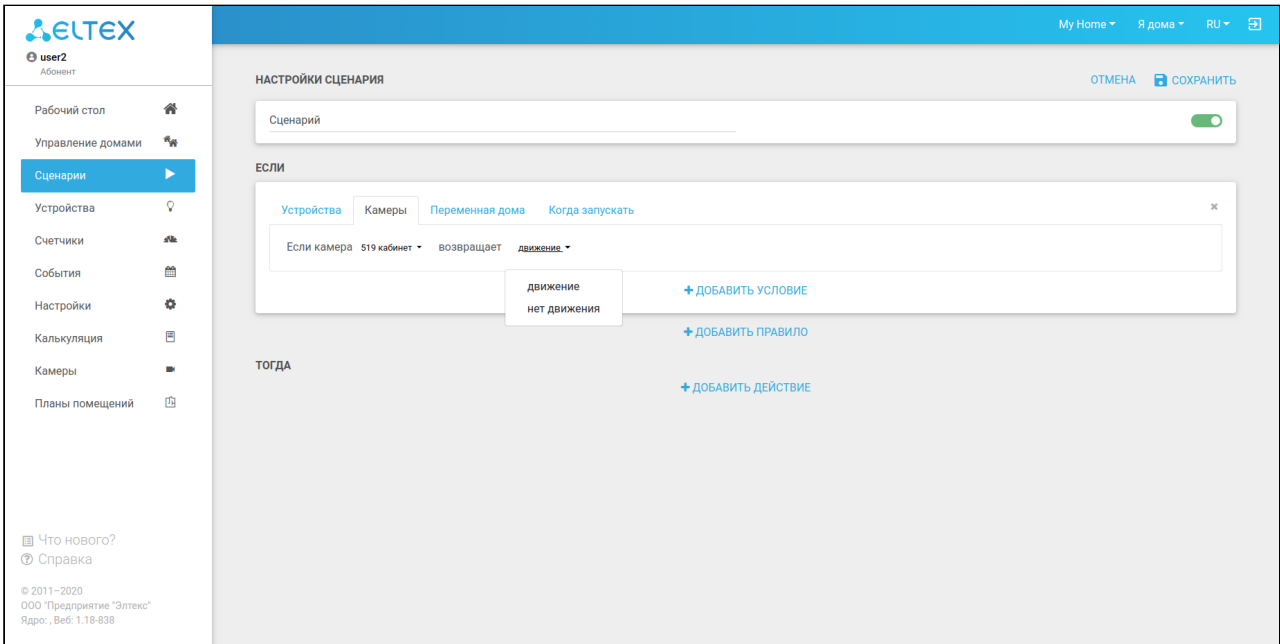 ELTEX
user2
Абонент
Рабочий стол
Управление домами
Сценарии
Устройства
Счетчики
События
Настройки
Калькуляция
Камеры
Планы помещений
Что нового?
Справка
© 2011–2020
ООО "Предприятие "Элтекс"
Ядро: , Веб: 1.18-838
My Home Я дома RU
НАСТРОЙКИ СЦЕНАРИЯ ОТМЕНА СОХРАНИТЬ
Сценарий
ЕСЛИ
Устройства Камеры Переменная дома Когда запускать
Если камера 519 кабинет возвращает движение
движение
нет движения
+ ДОБАВИТЬ УСЛОВИЕ
+ ДОБАВИТЬ ПРАВИЛО
ТОГДА
+ ДОБАВИТЬ ДЕЙСТВИЕ